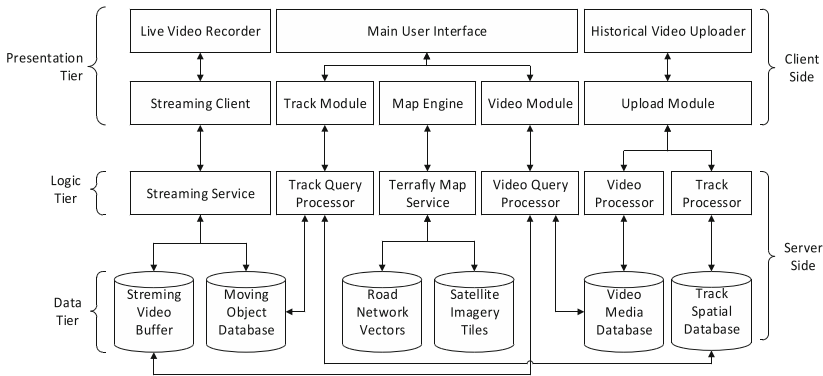 Live Video Recorder
Main User Interface
Historical Video Uploader
Presentation
Tier
Client
Side
Streaming Client
Track Module
Map Engine
Video Module
Upload Module
Logic
Tier
Streaming Service
Track Query
Processor
Terrafly Map
Service
Video Query
Processor
Video
Processor
Track
Processor
Server
Side
Data
Tier
Streming
Video
Buffer
Moving
Object
Database
Road
Network
Vectors
Satellite
Imagery
Tiles
Video
Media
Database
Track
Spatial
Database